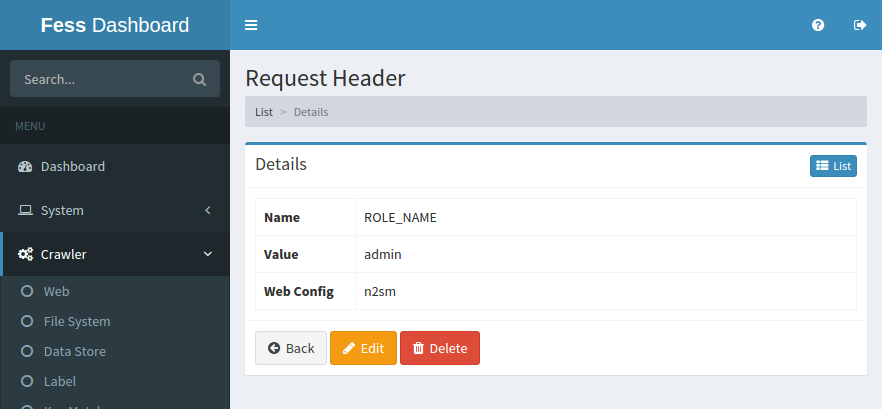 Fess Dashboard
Search...
MENU
Dashboard
System
Crawler
Web
File System
Data Store
Label
Request Header
List > Details
Details
List
Name ROLE_NAME
Value admin
Web Config n2sm
Back Edit Delete